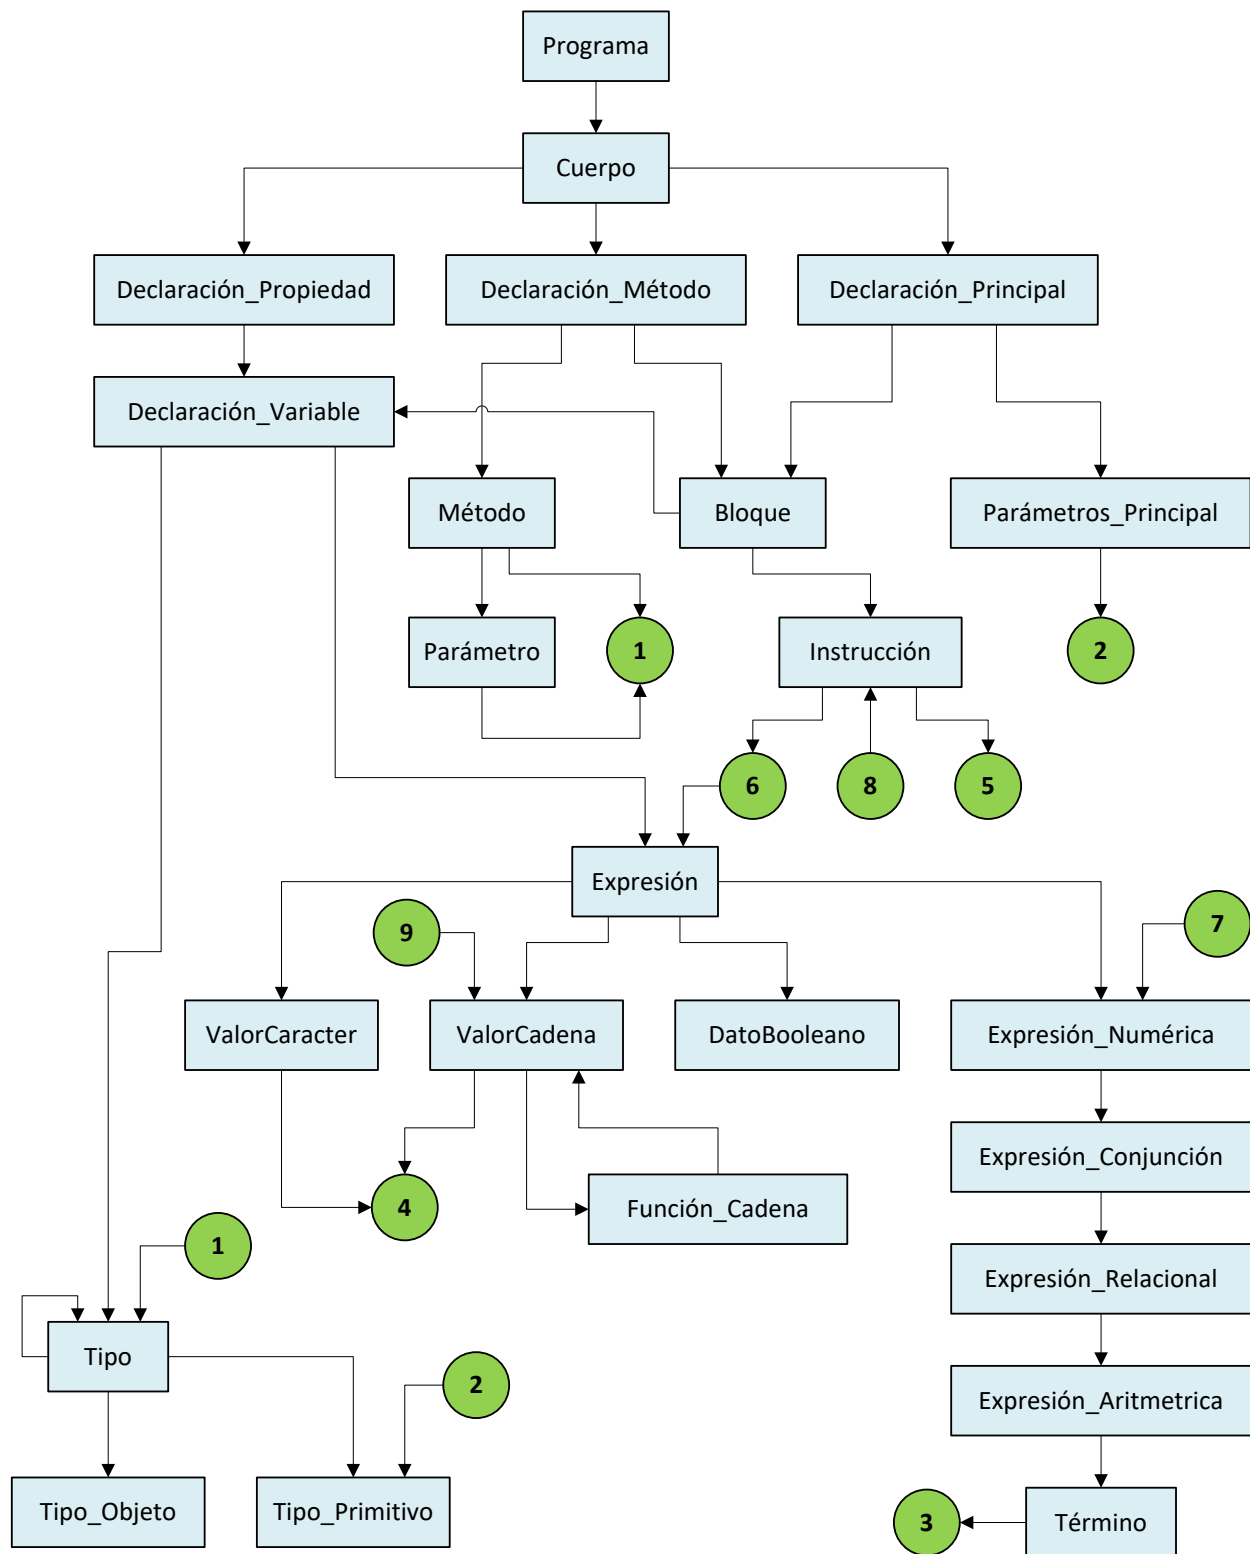 Programa
Cuerpo
Declaración_Propiedad
Declaración_Método
Declaración_Principal
Declaración_Variable
Método
Bloque
Parámetros_Principal
Parámetro
1
Instrucción
2
6
8
5
Expresión
9
7
ValorCaracter
ValorCadena
DatoBooleano
Expresión_Numérica
Expresión_Conjunción
4
Función_Cadena
1
Expresión_Relacional
Tipo
2
Expresión_Aritmetrica
Tipo_Objeto
Tipo_Primitivo
3
Término